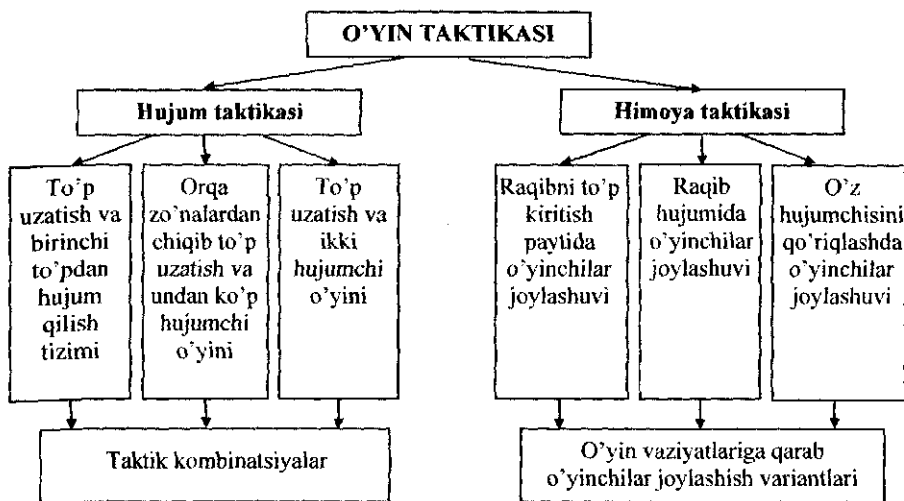 O'YIN TAKTIKASI
Hujum taktikasi
Himoya taktikasi
To'p
uzatish va
birinchi
to'pdan
hujum
qilish
tizimi
Orqa
zo'nalardan
chiqib to'p
uzatish va
undan ko'p
hujumchi
o'yini
To'p
uzatish va
ikki
hujumchi
o'yini
Raqibni to'p
kiritish
paytida
o'yinchilar
joylashuvi
Raqib
hujumida
o'yinchilar
joylashuvi
O'z
hujumchisini
qo'riqlashda
o'yinchilar
joylashuvi
Taktik kombinatsiyalar
O'yin vaziyatlariga qarab
o'yinchilar joylashish variantlari